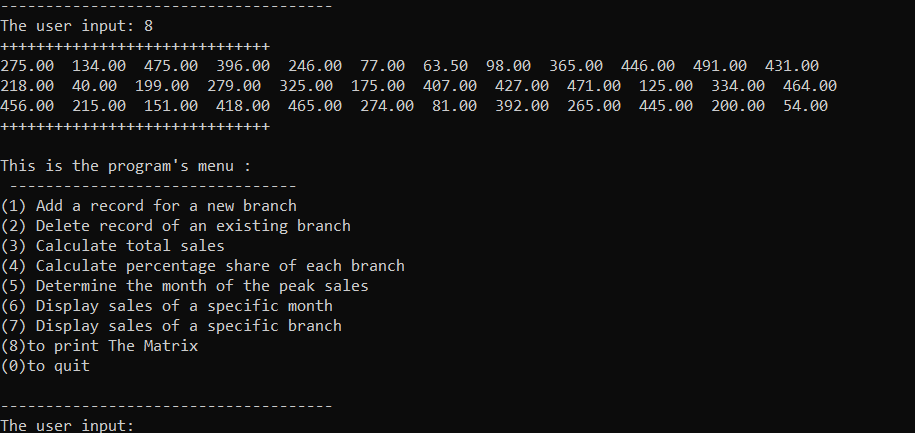 -------------------------------------
The user input: 8
++++++++++++++++++++++++++++++
275.00  134.00  475.00  396.00  246.00  77.00  63.50  98.00  365.00  446.00  491.00  431.00
218.00  40.00  199.00  279.00  325.00  175.00  407.00  427.00  471.00  125.00  334.00  464.00
456.00  215.00  151.00  418.00  465.00  274.00  81.00  392.00  265.00  445.00  200.00  54.00
++++++++++++++++++++++++++++++
This is the program's menu :
 --------------------------------
(1) Add a record for a new branch
(2) Delete record of an existing branch
(3) Calculate total sales
(4) Calculate percentage share of each branch
(5) Determine the month of the peak sales
(6) Display sales of a specific month
(7) Display sales of a specific branch
(8)to print The Matrix
(0)to quit
-------------------------------------
The user input: